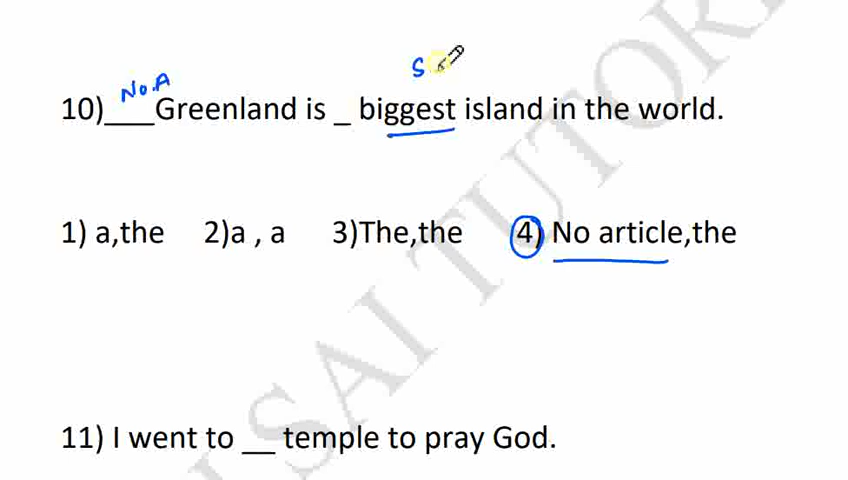 S
No.A
10)___Greenland is _ biggest island in the world.
1) a,the 2)a , a 3)The,the 4) No article,the
11) I went to __ temple to pray God.
SAI TUTOR